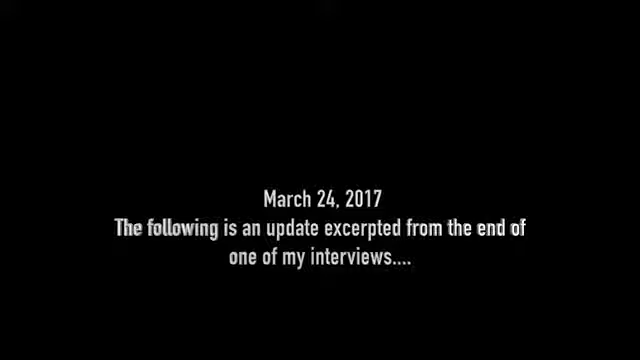 March 24, 2017
The following is an update excerpted from the end of
one of my interviews....